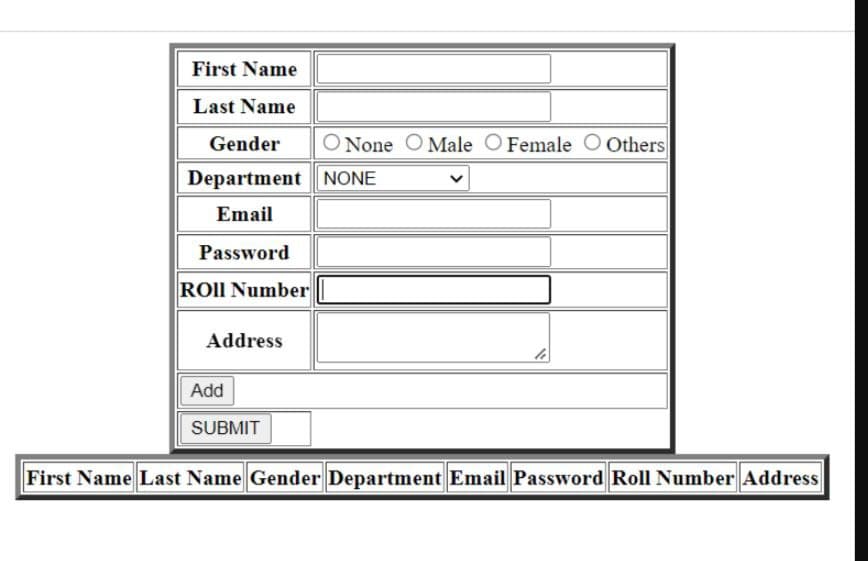 First Name
Last Name
Gender None Male Female Others
Department NONE
Email
Password
ROll Number
Address
Add
SUBMIT
First Name Last Name Gender Department Email Password Roll Number Address